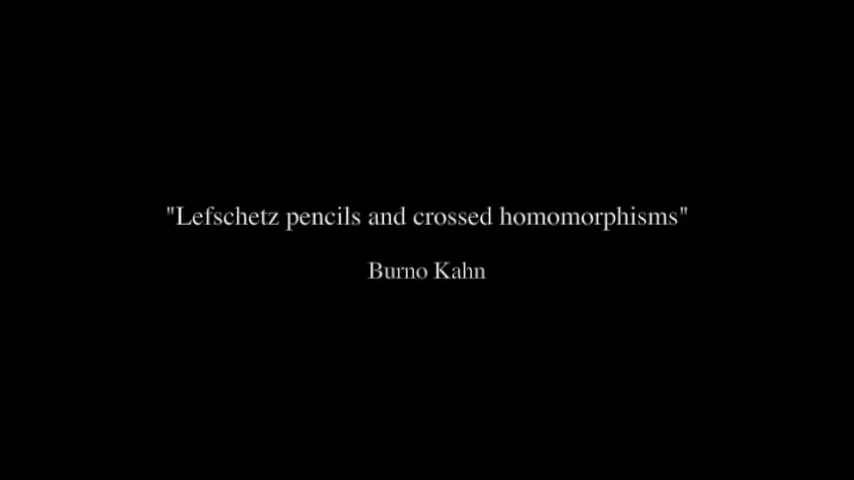 "Lefschetz pencils and crossed homomorphisms"
Burno Kahn